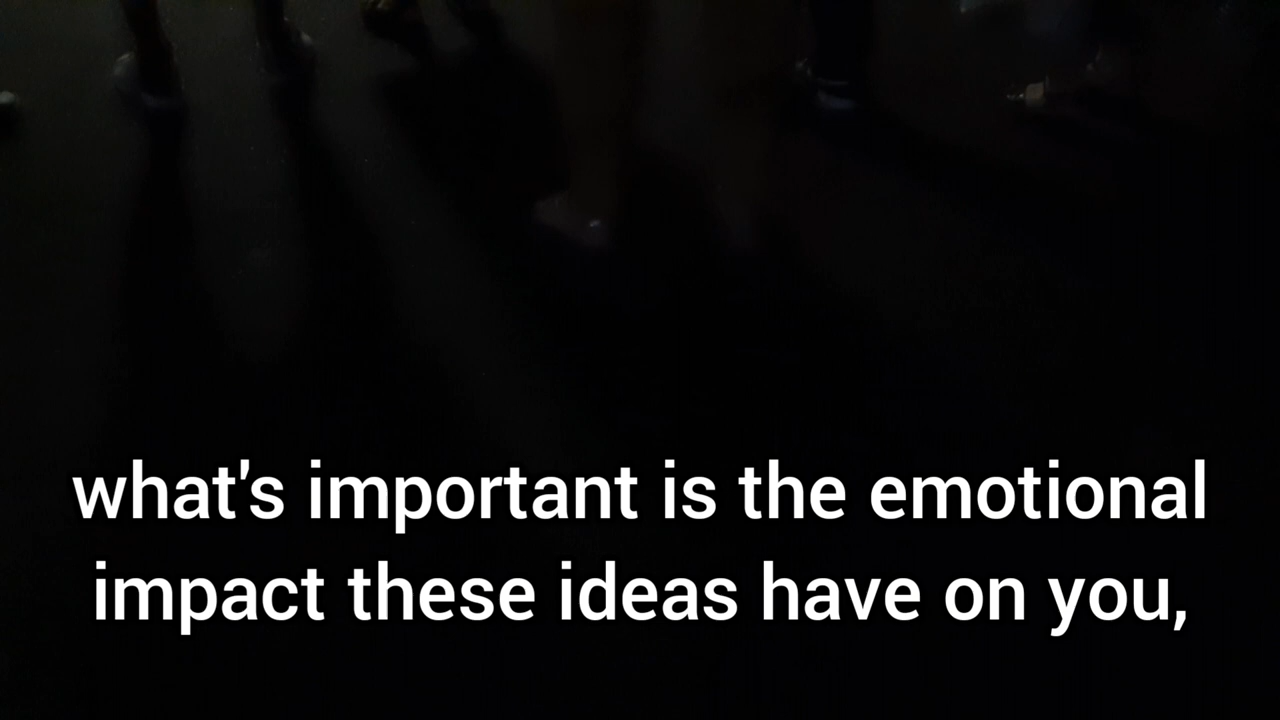 what's important is the emotional
impact these ideas have on you,